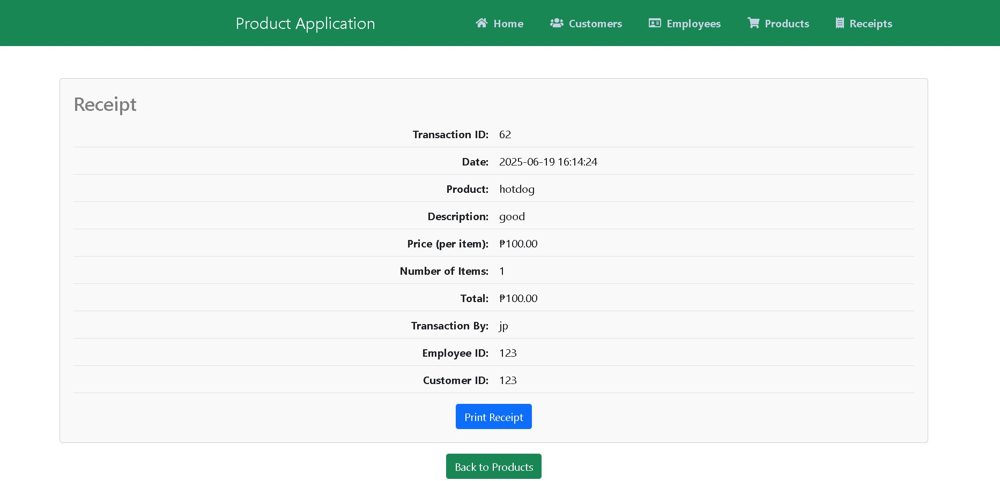 Product Application Home Customers Employees Products Receipts
Receipt
Transaction ID: 62
Date: 2025-06-19 16:14:24
Product: hotdog
Description: good
Price (per item): ₱100.00
Number of Items: 1
Total: ₱100.00
Transaction By: jp
Employee ID: 123
Customer ID: 123
Print Receipt
Back to Products